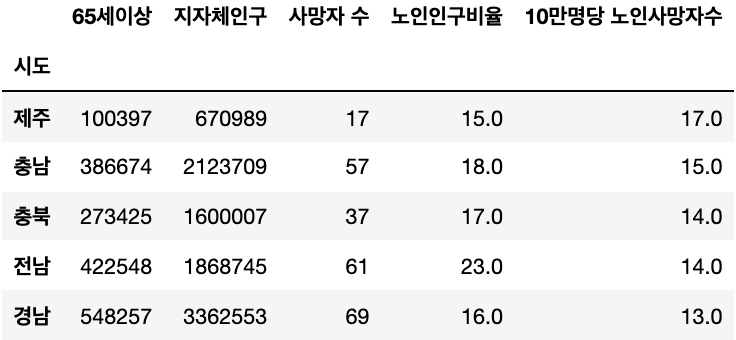 65세이상 지자체인구 사망자 수 노인인구비율 10만명당 노인사망자수
시도
제주 100397 670989 17 15.0 17.0
충남 386674 2123709 57 18.0 15.0
충북 273425 1600007 37 17.0 14.0
전남 422548 1868745 61 23.0 14.0
경남 548257 3362553 69 16.0 13.0